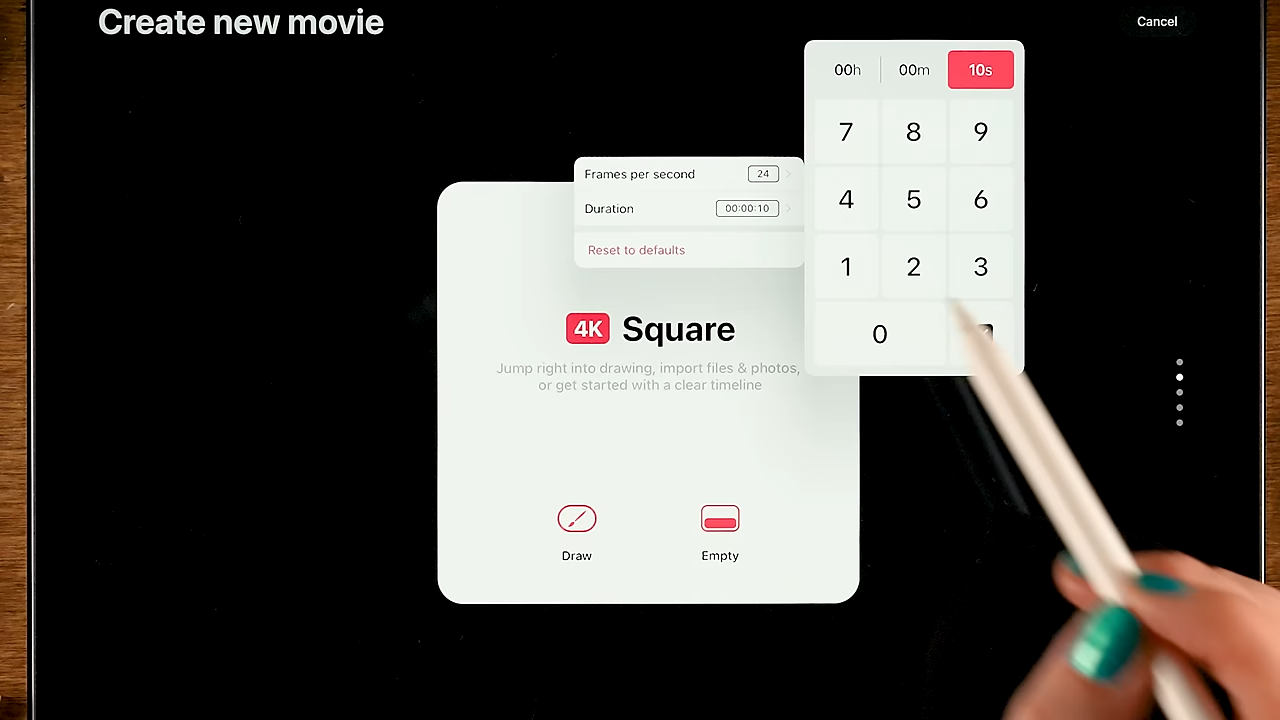 Create new movie
Cancel
00h 00m 10s
7 8 9
Frames per second 24
Duration 00:00:10
4 5 6
Reset to defaults
1 2 3
4K Square
0
Jump right into drawing, import files & photos,
or get started with a clear timeline
Draw Empty